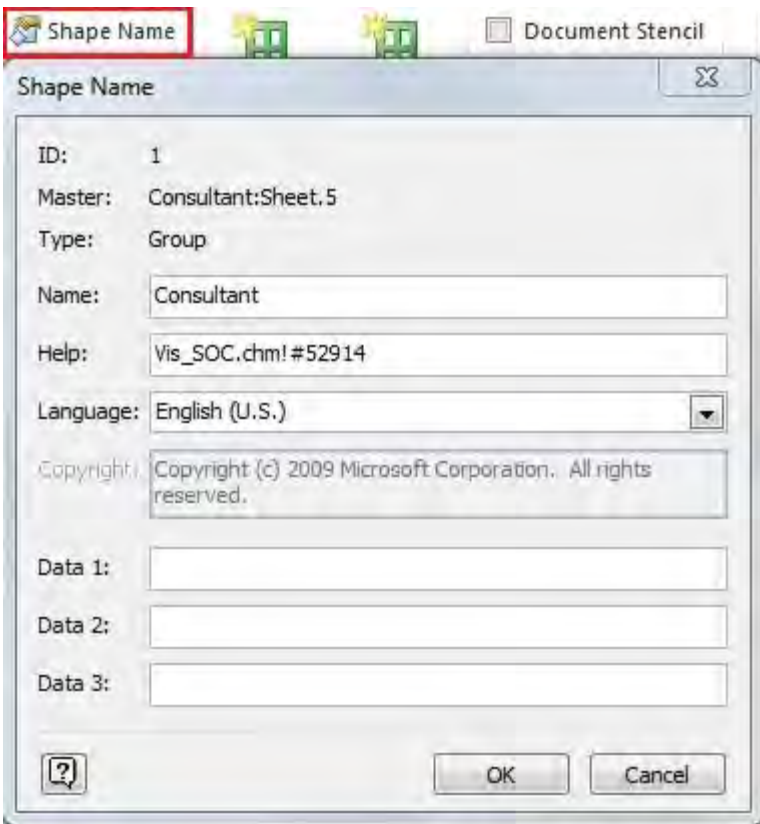 Shape Name
Document Stencil
Shape Name
ID: 1
Master: Consultant:Sheet.5
Type: Group
Name: Consultant
Help: Vis_SOC.chm!#52914
Language: English (U.S.)
Copyright: Copyright (c) 2009 Microsoft Corporation. All rights
reserved.
Data 1:
Data 2:
Data 3:
OK Cancel